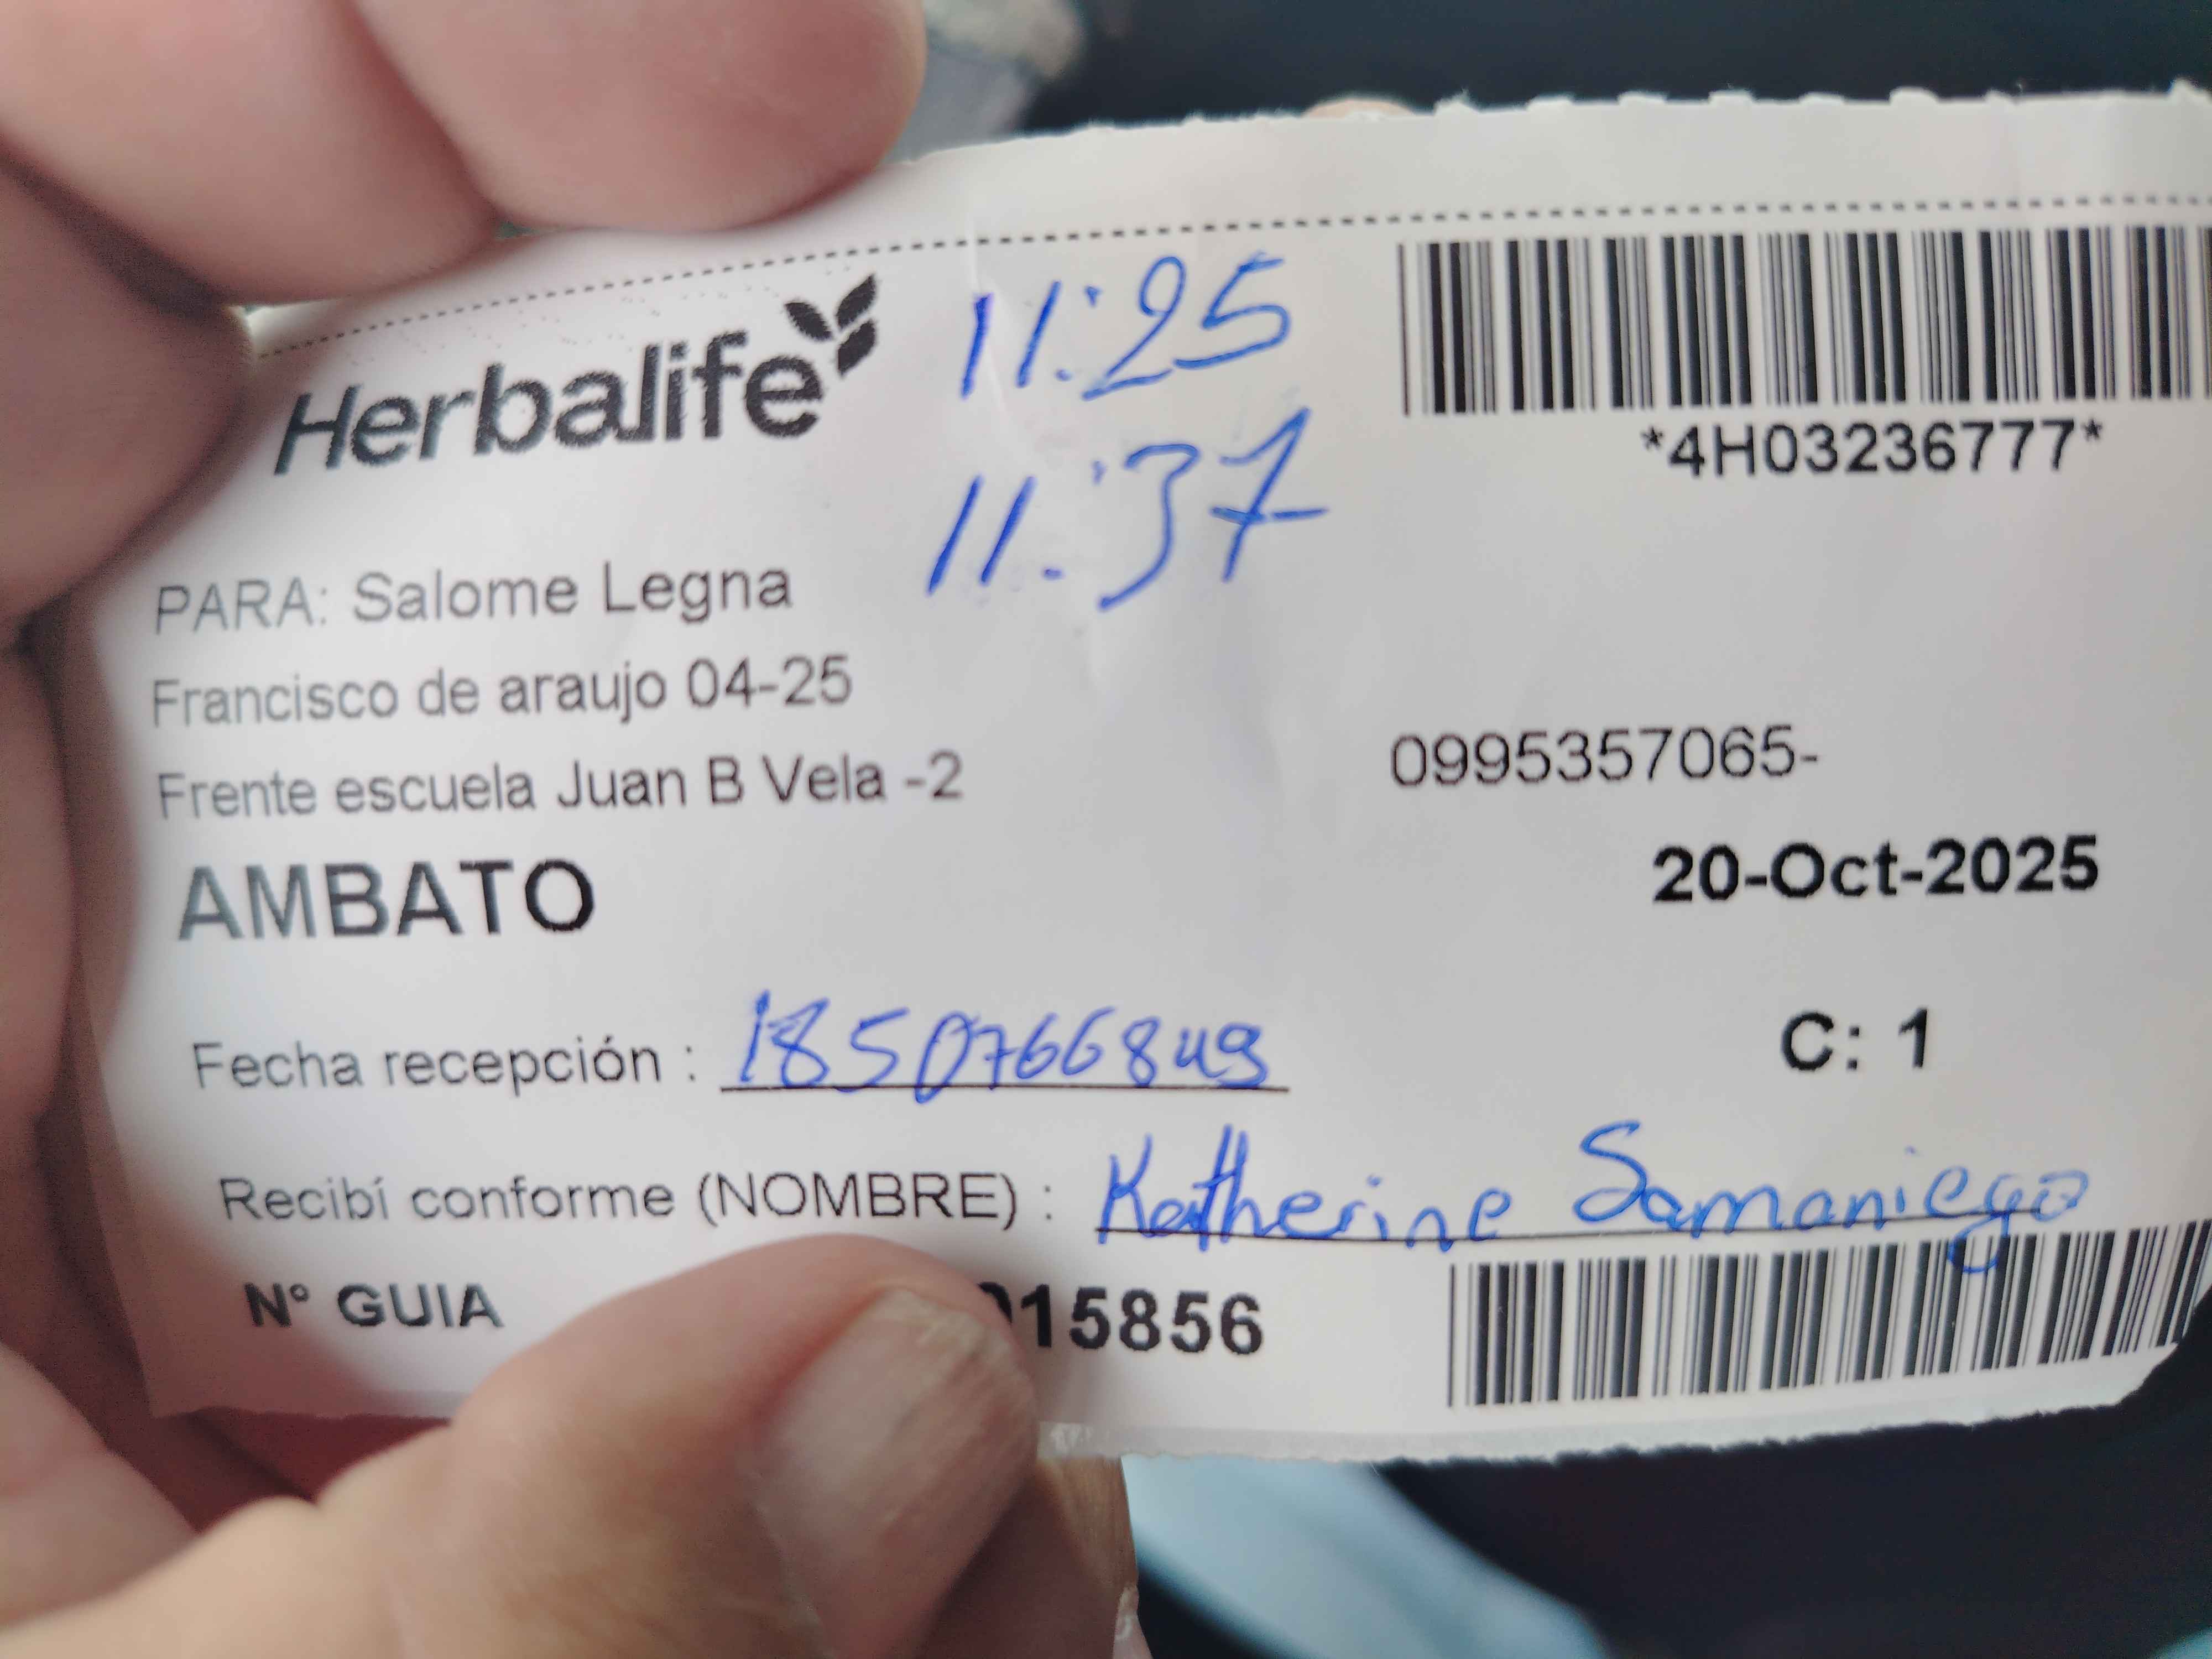 Herbalife
11:25
11:37
*4H03236777*
PARA: Salome Legna
Francisco de araujo 04-25
Frente escuela Juan B Vela -2
0995357065-
AMBATO
20-Oct-2025
Fecha recepción : 1850766849
C: 1
Recibí conforme (NOMBRE) : Katherine Samaniego
N° GUIA 15856